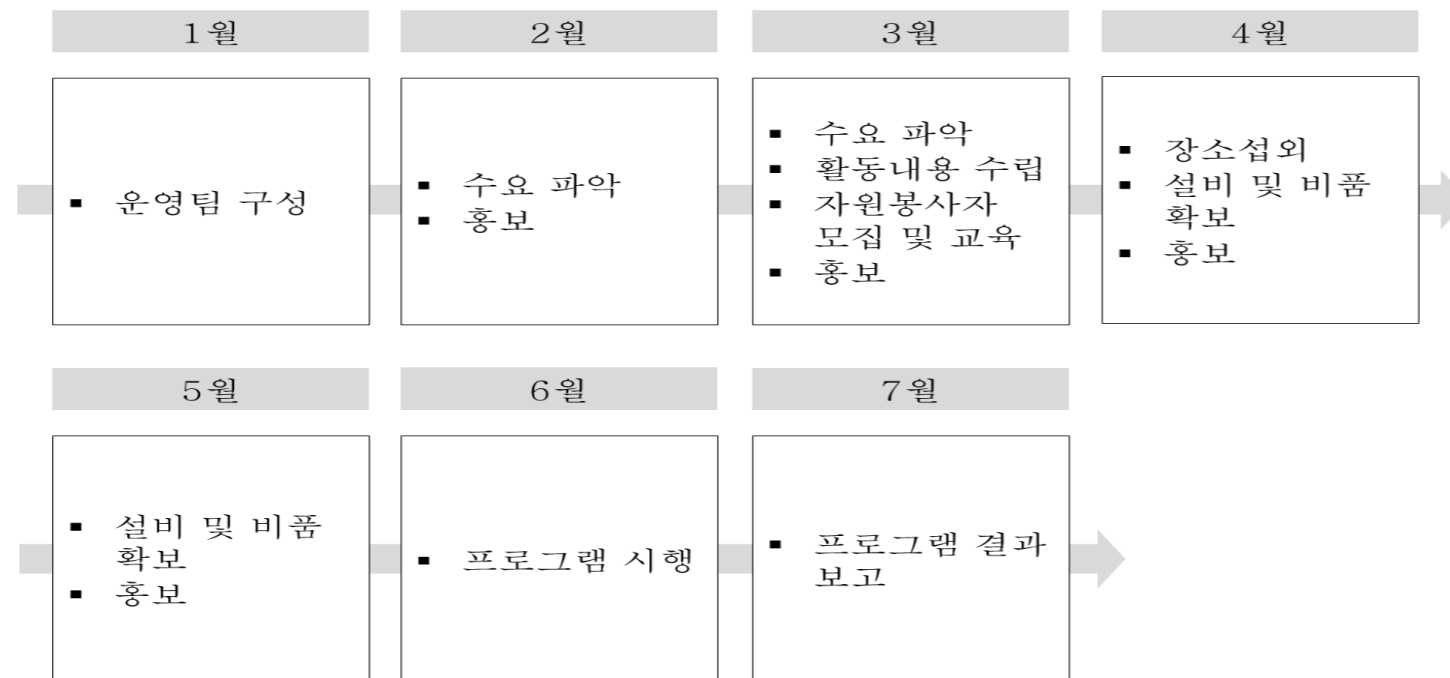 1월
2월
3월
4월
▪ 운영팀 구성
▪ 수요 파악
▪ 홍보
▪ 수요 파악
▪ 활동내용 수립
▪ 자원봉사자
모집 및 교육
▪ 홍보
▪ 장소섭외
▪ 설비 및 비품
확보
▪ 홍보
5월
6월
7월
▪ 설비 및 비품
확보
▪ 홍보
▪ 프로그램 시행
▪ 프로그램 결과
보고